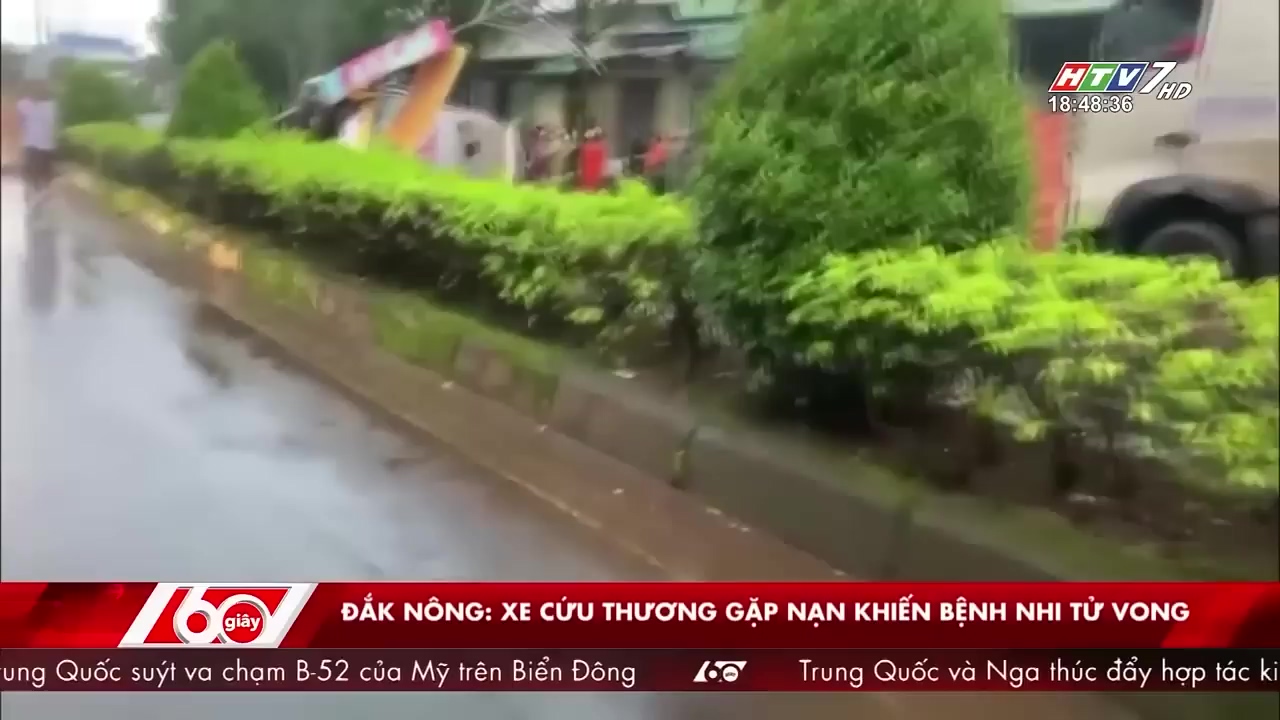 HTV7 HD
18:48:36
60 giây
ĐẮK NÔNG: XE CỨU THƯƠNG GẶP NẠN KHIẾN BỆNH NHI TỬ VONG
rung Quốc suýt va chạm B-52 của Mỹ trên Biển Đông 60 Trung Quốc và Nga thúc đẩy hợp tác ki